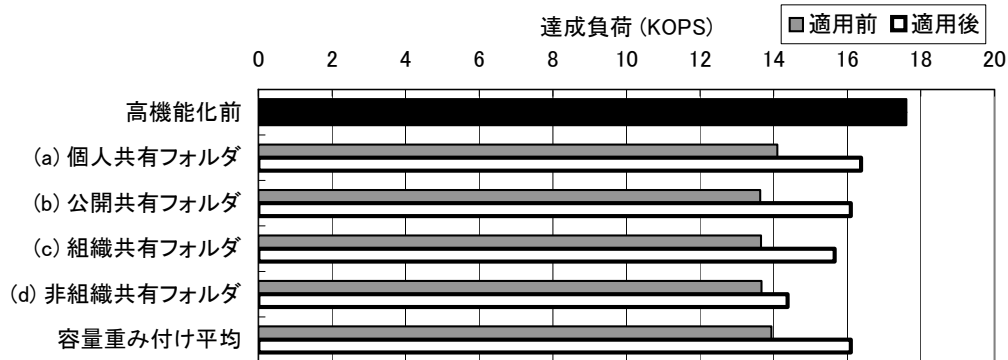 達成負荷 (KOPS)
適用前 適用後
0 2 4 6 8 10 12 14 16 18 20
高機能化前
(a) 個人共有フォルダ
(b) 公開共有フォルダ
(c) 組織共有フォルダ
(d) 非組織共有フォルダ
容量重み付け平均